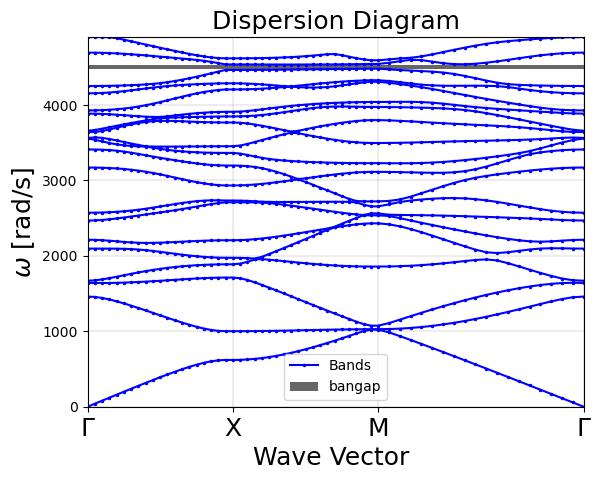 Dispersion Diagram
ω [rad/s]
4000
3000
2000
1000
0
Γ X M Γ
Wave Vector
Bands
bangap